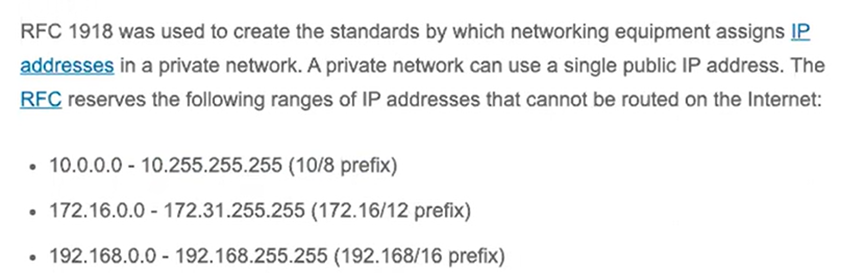 RFC 1918 was used to create the standards by which networking equipment assigns IP
addresses in a private network. A private network can use a single public IP address. The
RFC reserves the following ranges of IP addresses that cannot be routed on the Internet:
• 10.0.0.0 - 10.255.255.255 (10/8 prefix)
• 172.16.0.0 - 172.31.255.255 (172.16/12 prefix)
• 192.168.0.0 - 192.168.255.255 (192.168/16 prefix)